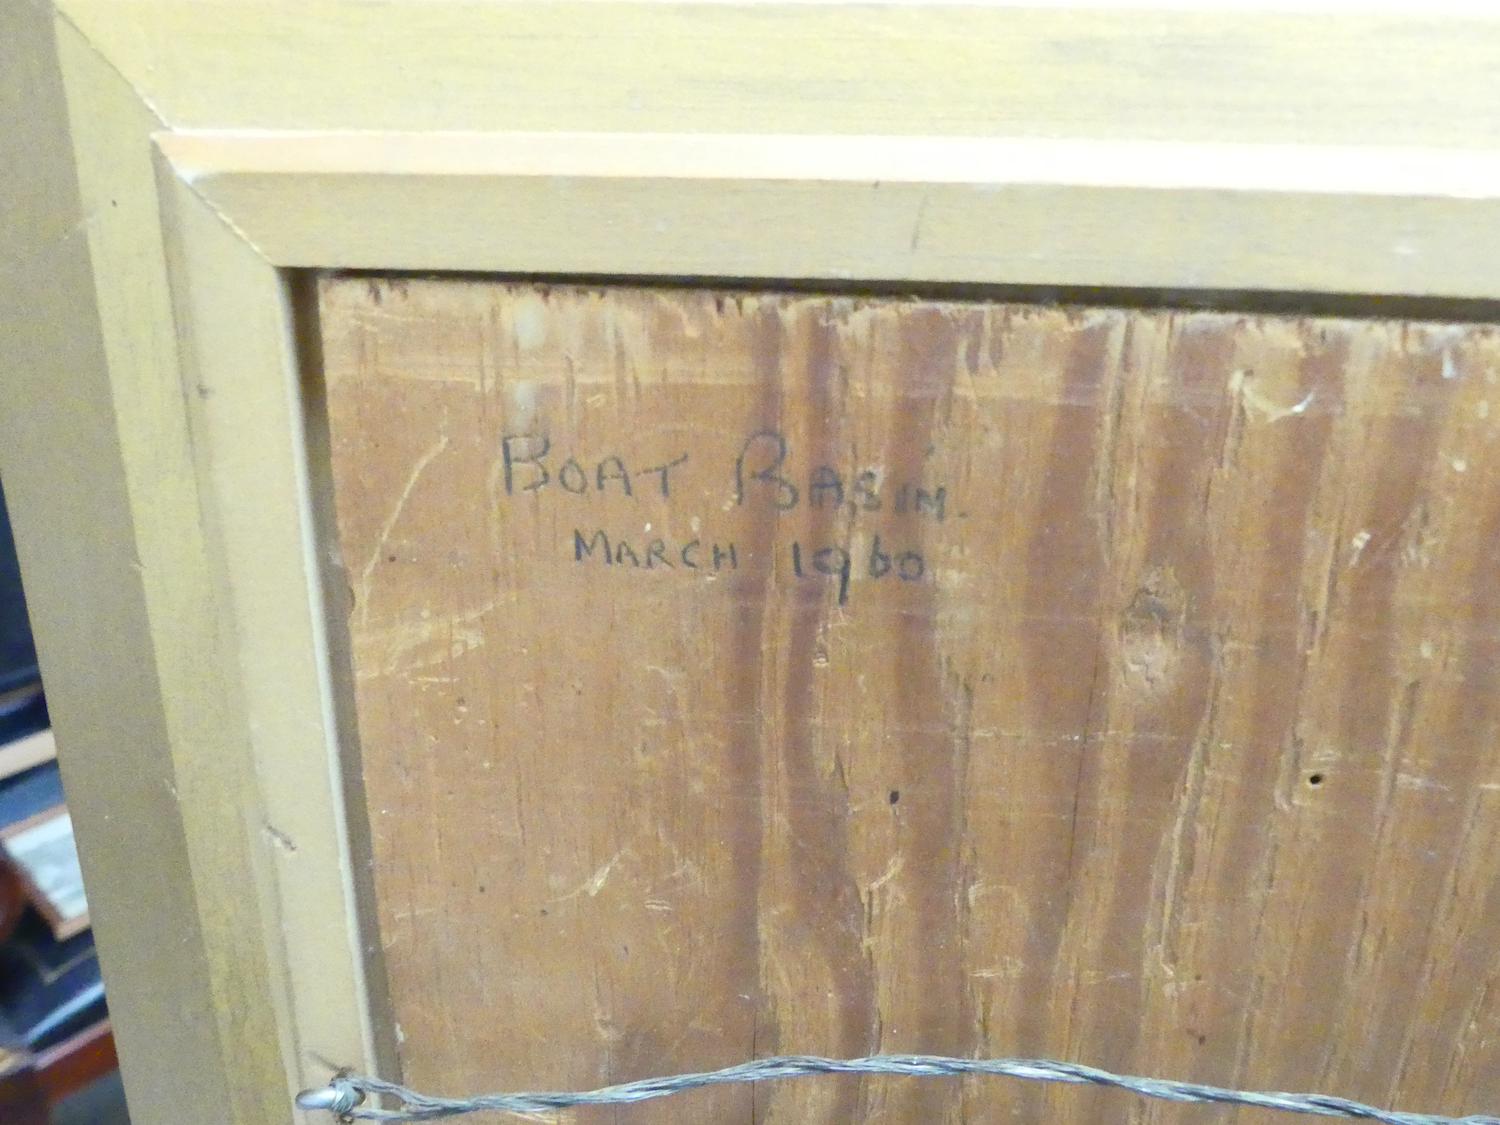 BOAT BASIN.
MARCH 1960